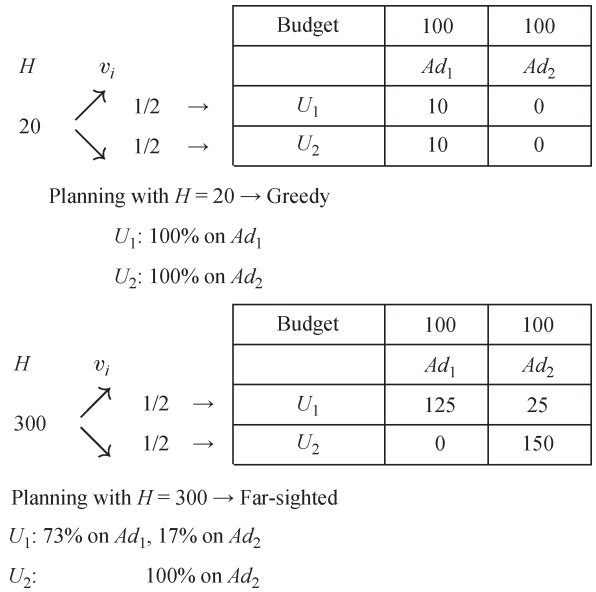 Budget 100 100
H v_i Ad_1 Ad_2
20 1/2 → U_1 10 0
1/2 → U_2 10 0
Planning with H = 20 → Greedy
U_1: 100% on Ad_1
U_2: 100% on Ad_2
Budget 100 100
H v_i Ad_1 Ad_2
300 1/2 → U_1 125 25
1/2 → U_2 0 150
Planning with H = 300 → Far-sighted
U_1: 73% on Ad_1, 17% on Ad_2
U_2: 100% on Ad_2